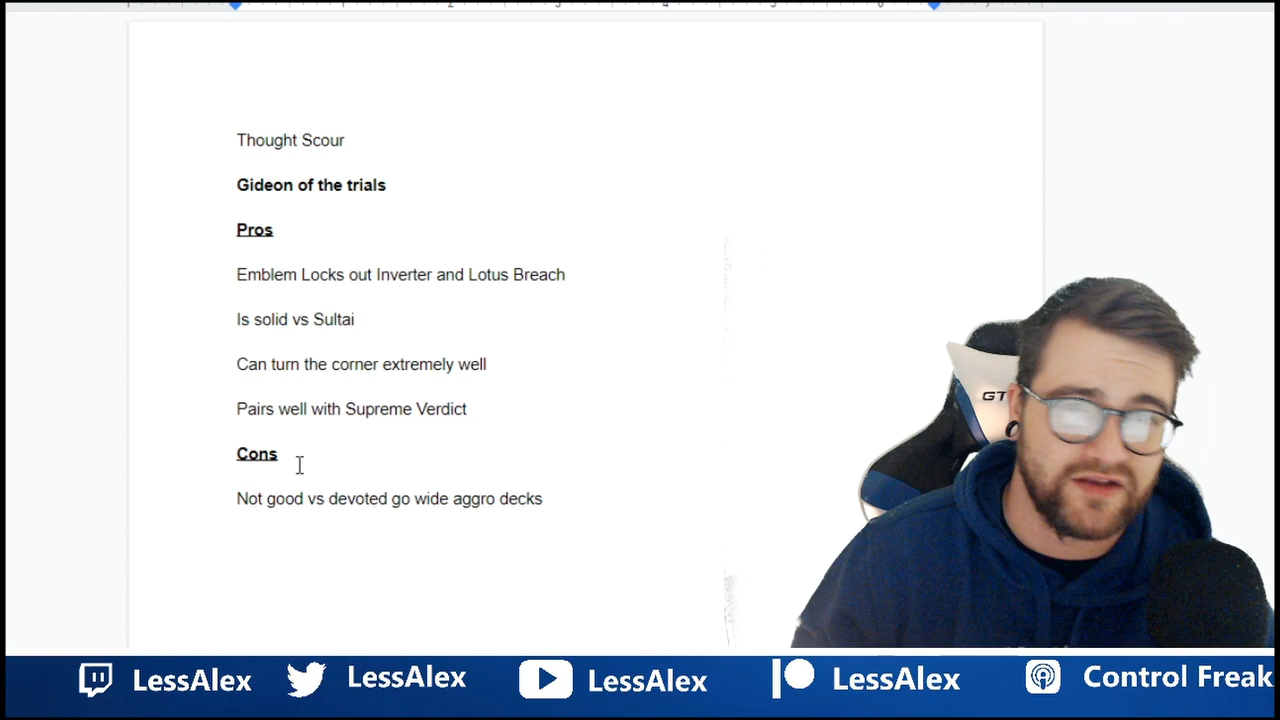 Thought Scour
Gideon of the trials
Pros
Emblem Locks out Inverter and Lotus Breach
Is solid vs Sultai
Can turn the corner extremely well
Pairs well with Supreme Verdict
Cons
Not good vs devoted go wide aggro decks
GT
LessAlex LessAlex LessAlex LessAlex Control Freak